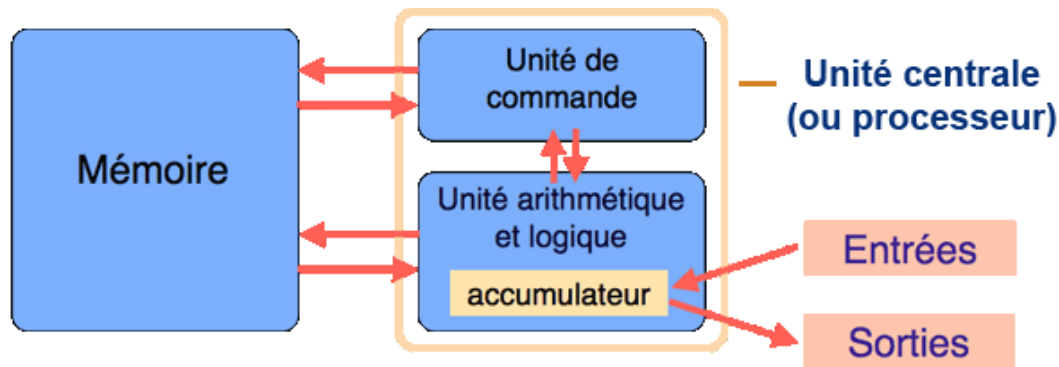 Mémoire
Unité de
commande
Unité arithmétique
et logique
accumulateur
Unité centrale
(ou processeur)
Entrées
Sorties